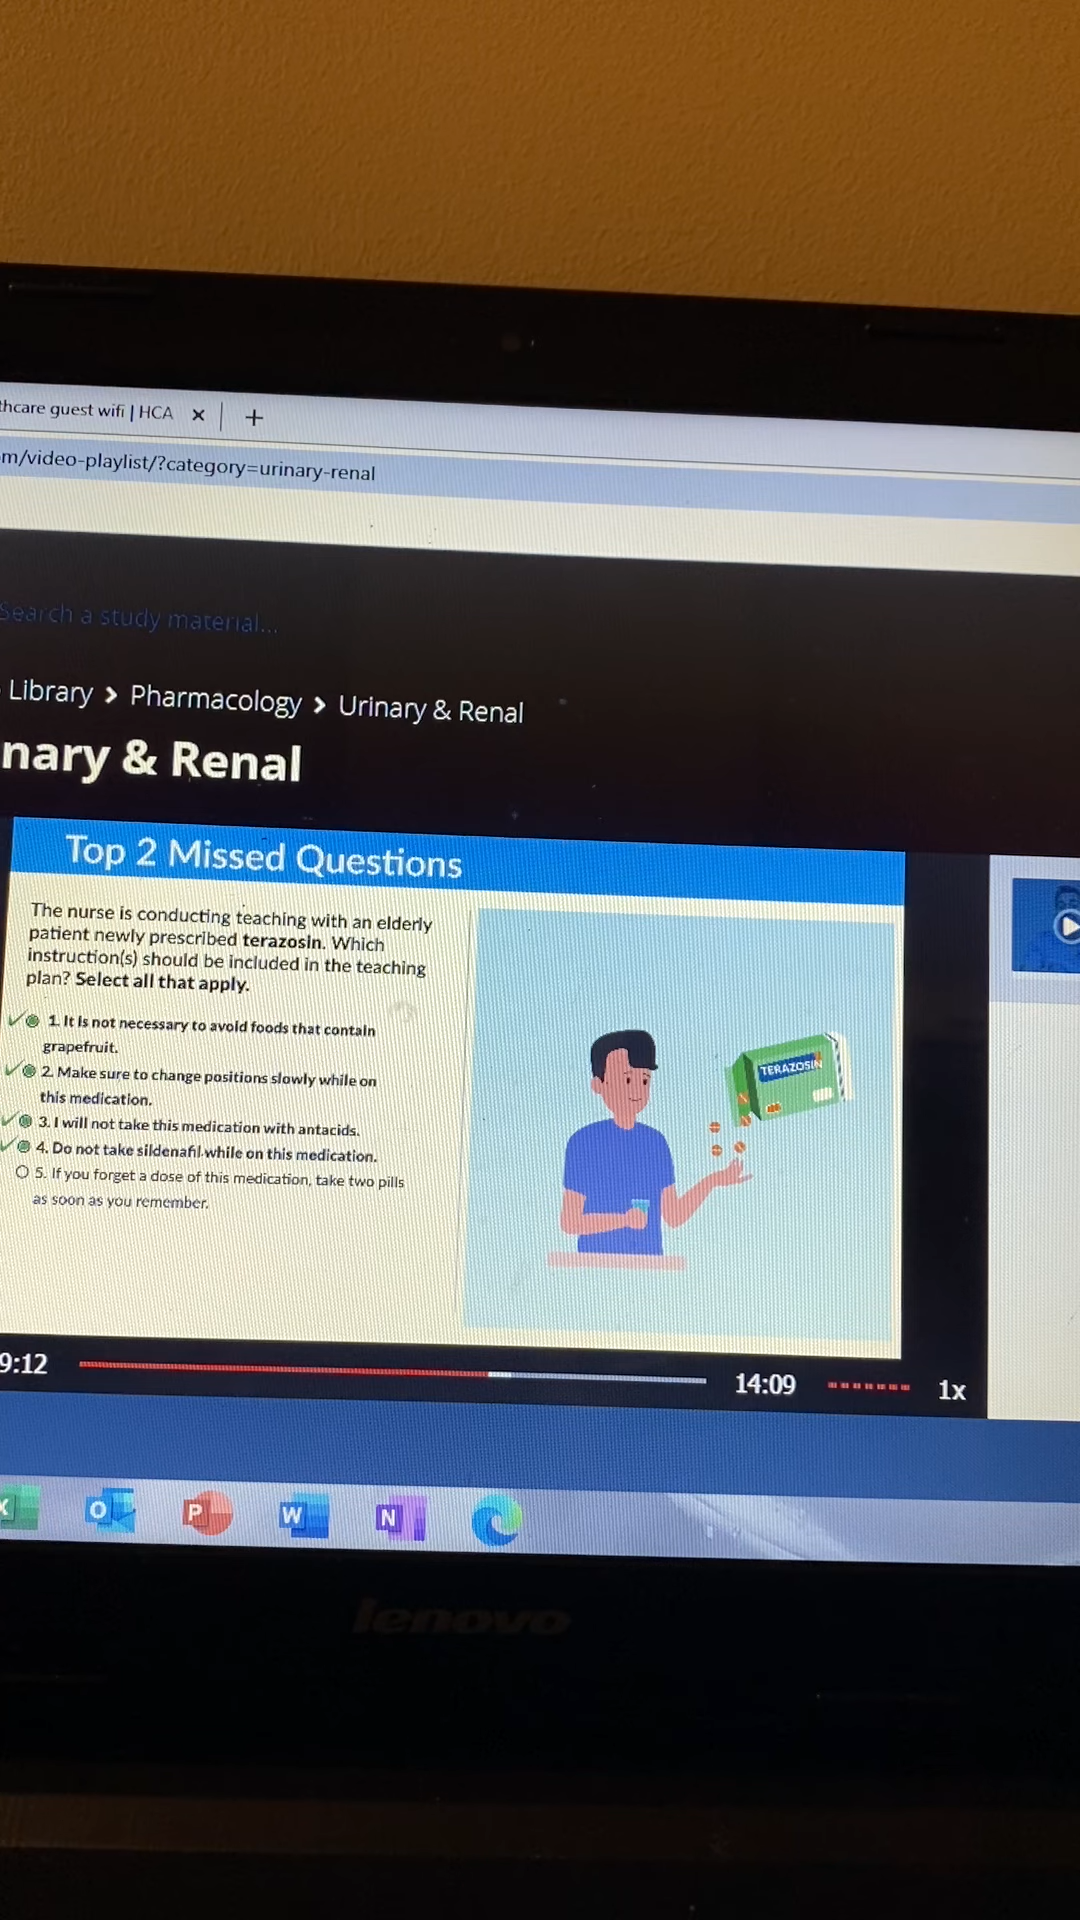 thcare guest wifi | HCA × +
m/video-playlist/?category=urinary-renal
Search a study material...
Library > Pharmacology > Urinary & Renal
nary & Renal
Top 2 Missed Questions
The nurse is conducting teaching with an elderly
patient newly prescribed terazosin. Which
instruction(s) should be included in the teaching
plan? Select all that apply.
1. It is not necessary to avoid foods that contain
grapefruit.
2. Make sure to change positions slowly while on
this medication.
3. I will not take this medication with antacids.
4. Do not take sildenafil while on this medication.
5. If you forget a dose of this medication, take two pills
as soon as you remember.
TERAZOSIN
9:12
14:09
1x
X O P W N
lenovo